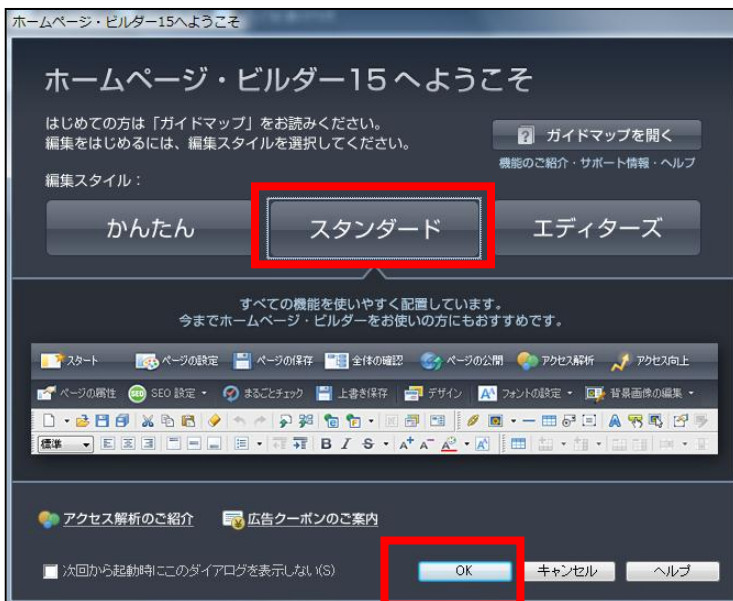 ホームページ・ビルダー15へようこそ
ホームページ・ビルダー15 へようこそ
はじめての方は「ガイドマップ」をお読みください。
編集をはじめるには、編集スタイルを選択してください。
? ガイドマップを開く
機能のご紹介・サポート情報・ヘルプ
編集スタイル：
かんたん スタンダード エディターズ
すべての機能を使いやすく配置しています。
今までホームページ・ビルダーをお使いの方にもおすすめです。
スタート ページの設定 ページの保存 全体の確認 ページの公開 アクセス解析 アクセス向上
ページの属性 SEO SEO 設定 まるごとチェック 上書き保存 デザイン A フォントの設定 背景画像の編集
標準 B I S A+ A- A A
アクセス解析のご紹介 広告クーポンのご案内
次回から起動時にこのダイアログを表示しない(S) OK キャンセル ヘルプ